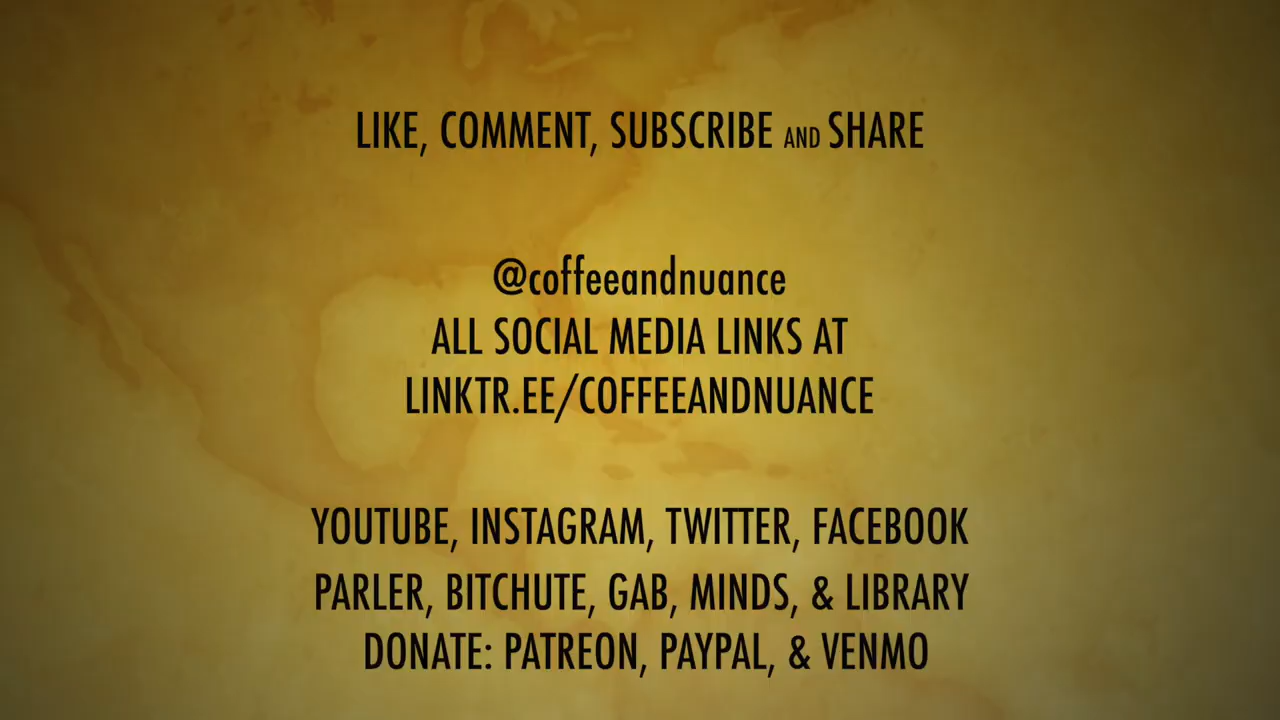 LIKE, COMMENT, SUBSCRIBE AND SHARE
@coffeeandnuance
ALL SOCIAL MEDIA LINKS AT
LINKTR.EE/COFFEEANDNUANCE
YOUTUBE, INSTAGRAM, TWITTER, FACEBOOK
PARLER, BITCHUTE, GAB, MINDS, & LIBRARY
DONATE: PATREON, PAYPAL, & VENMO